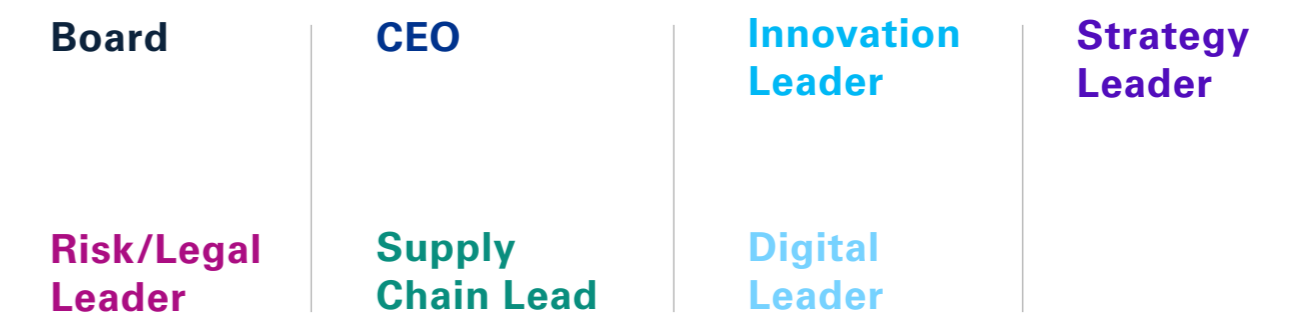 Board
CEO
Innovation
Leader
Strategy
Leader
Risk/Legal
Leader
Supply
Chain Lead
Digital
Leader